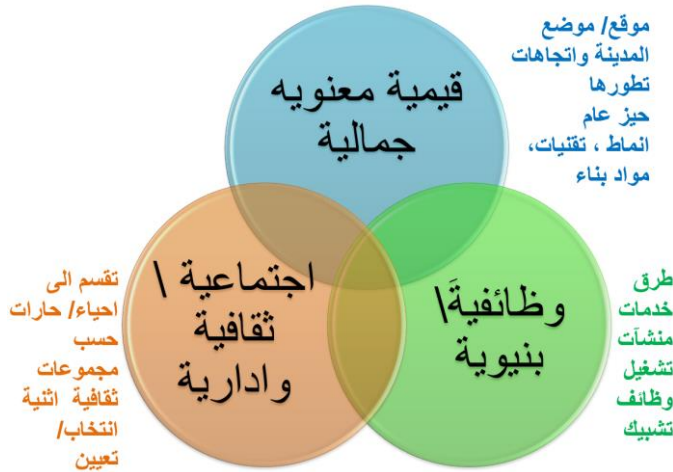 قيمية معنويه
جمالية
موقع/ موضع
المدينة واتجاهات
تطورها
حيز عام
انماط ، تقنيات،
مواد بناء
اجتماعية \
ثقافية
وادارية
تقسم الى
احياء/ حارات
حسب
مجموعات
ثقافية اثنية
انتخاب/
تعيين
وظائفيةَ\
بنيوية
طرق
خدمات
منشآت
تشغيل
وظائف
تشبيك